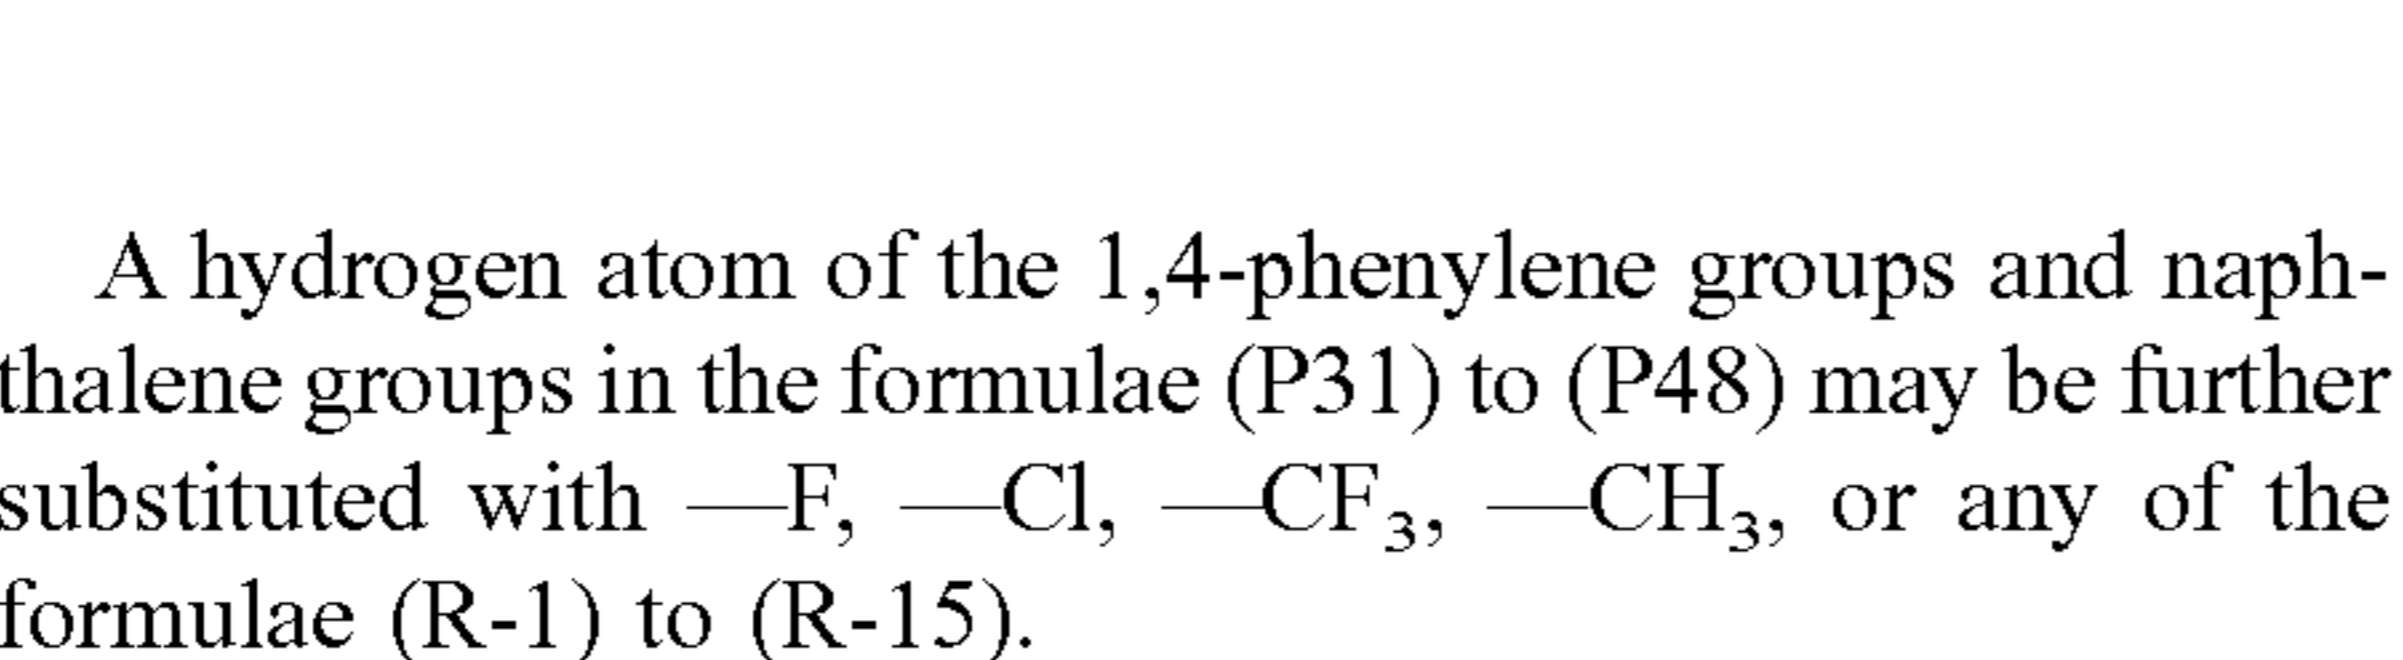 A hydrogen atom of the 1,4-phenylene groups and naph-
thalene groups in the formulae (P31) to (P48) may be further
substituted with —F, —Cl, —CF₃, —CH₃, or any of the
formulae (R-1) to (R-15).